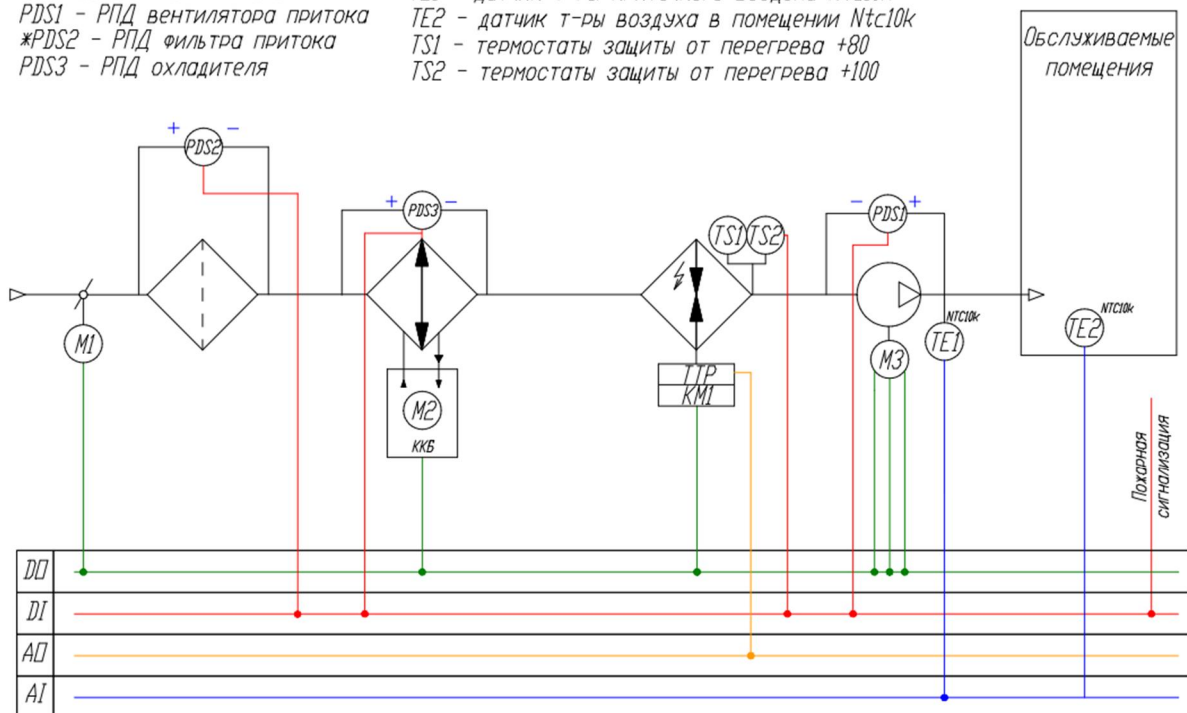 PDS1 - РПД вентилятора притока
*PDS2 - РПД фильтра притока
PDS3 - РПД охладителя
TE2 - датчик т-ры воздуха в помещении Ntc10k
TS1 - термостаты защиты от перегрева +80
TS2 - термостаты защиты от перегрева +100
Обслуживаемые
помещения
+ PDS2 -
+ PDS3 -
TS1 TS2
- PDS1 +
M1
M2
ККБ
ТТР
KM1
M3
TE1
NTC10k
TE2
NTC10k
Пожарная
сигнализация
DO
DI
AO
AI